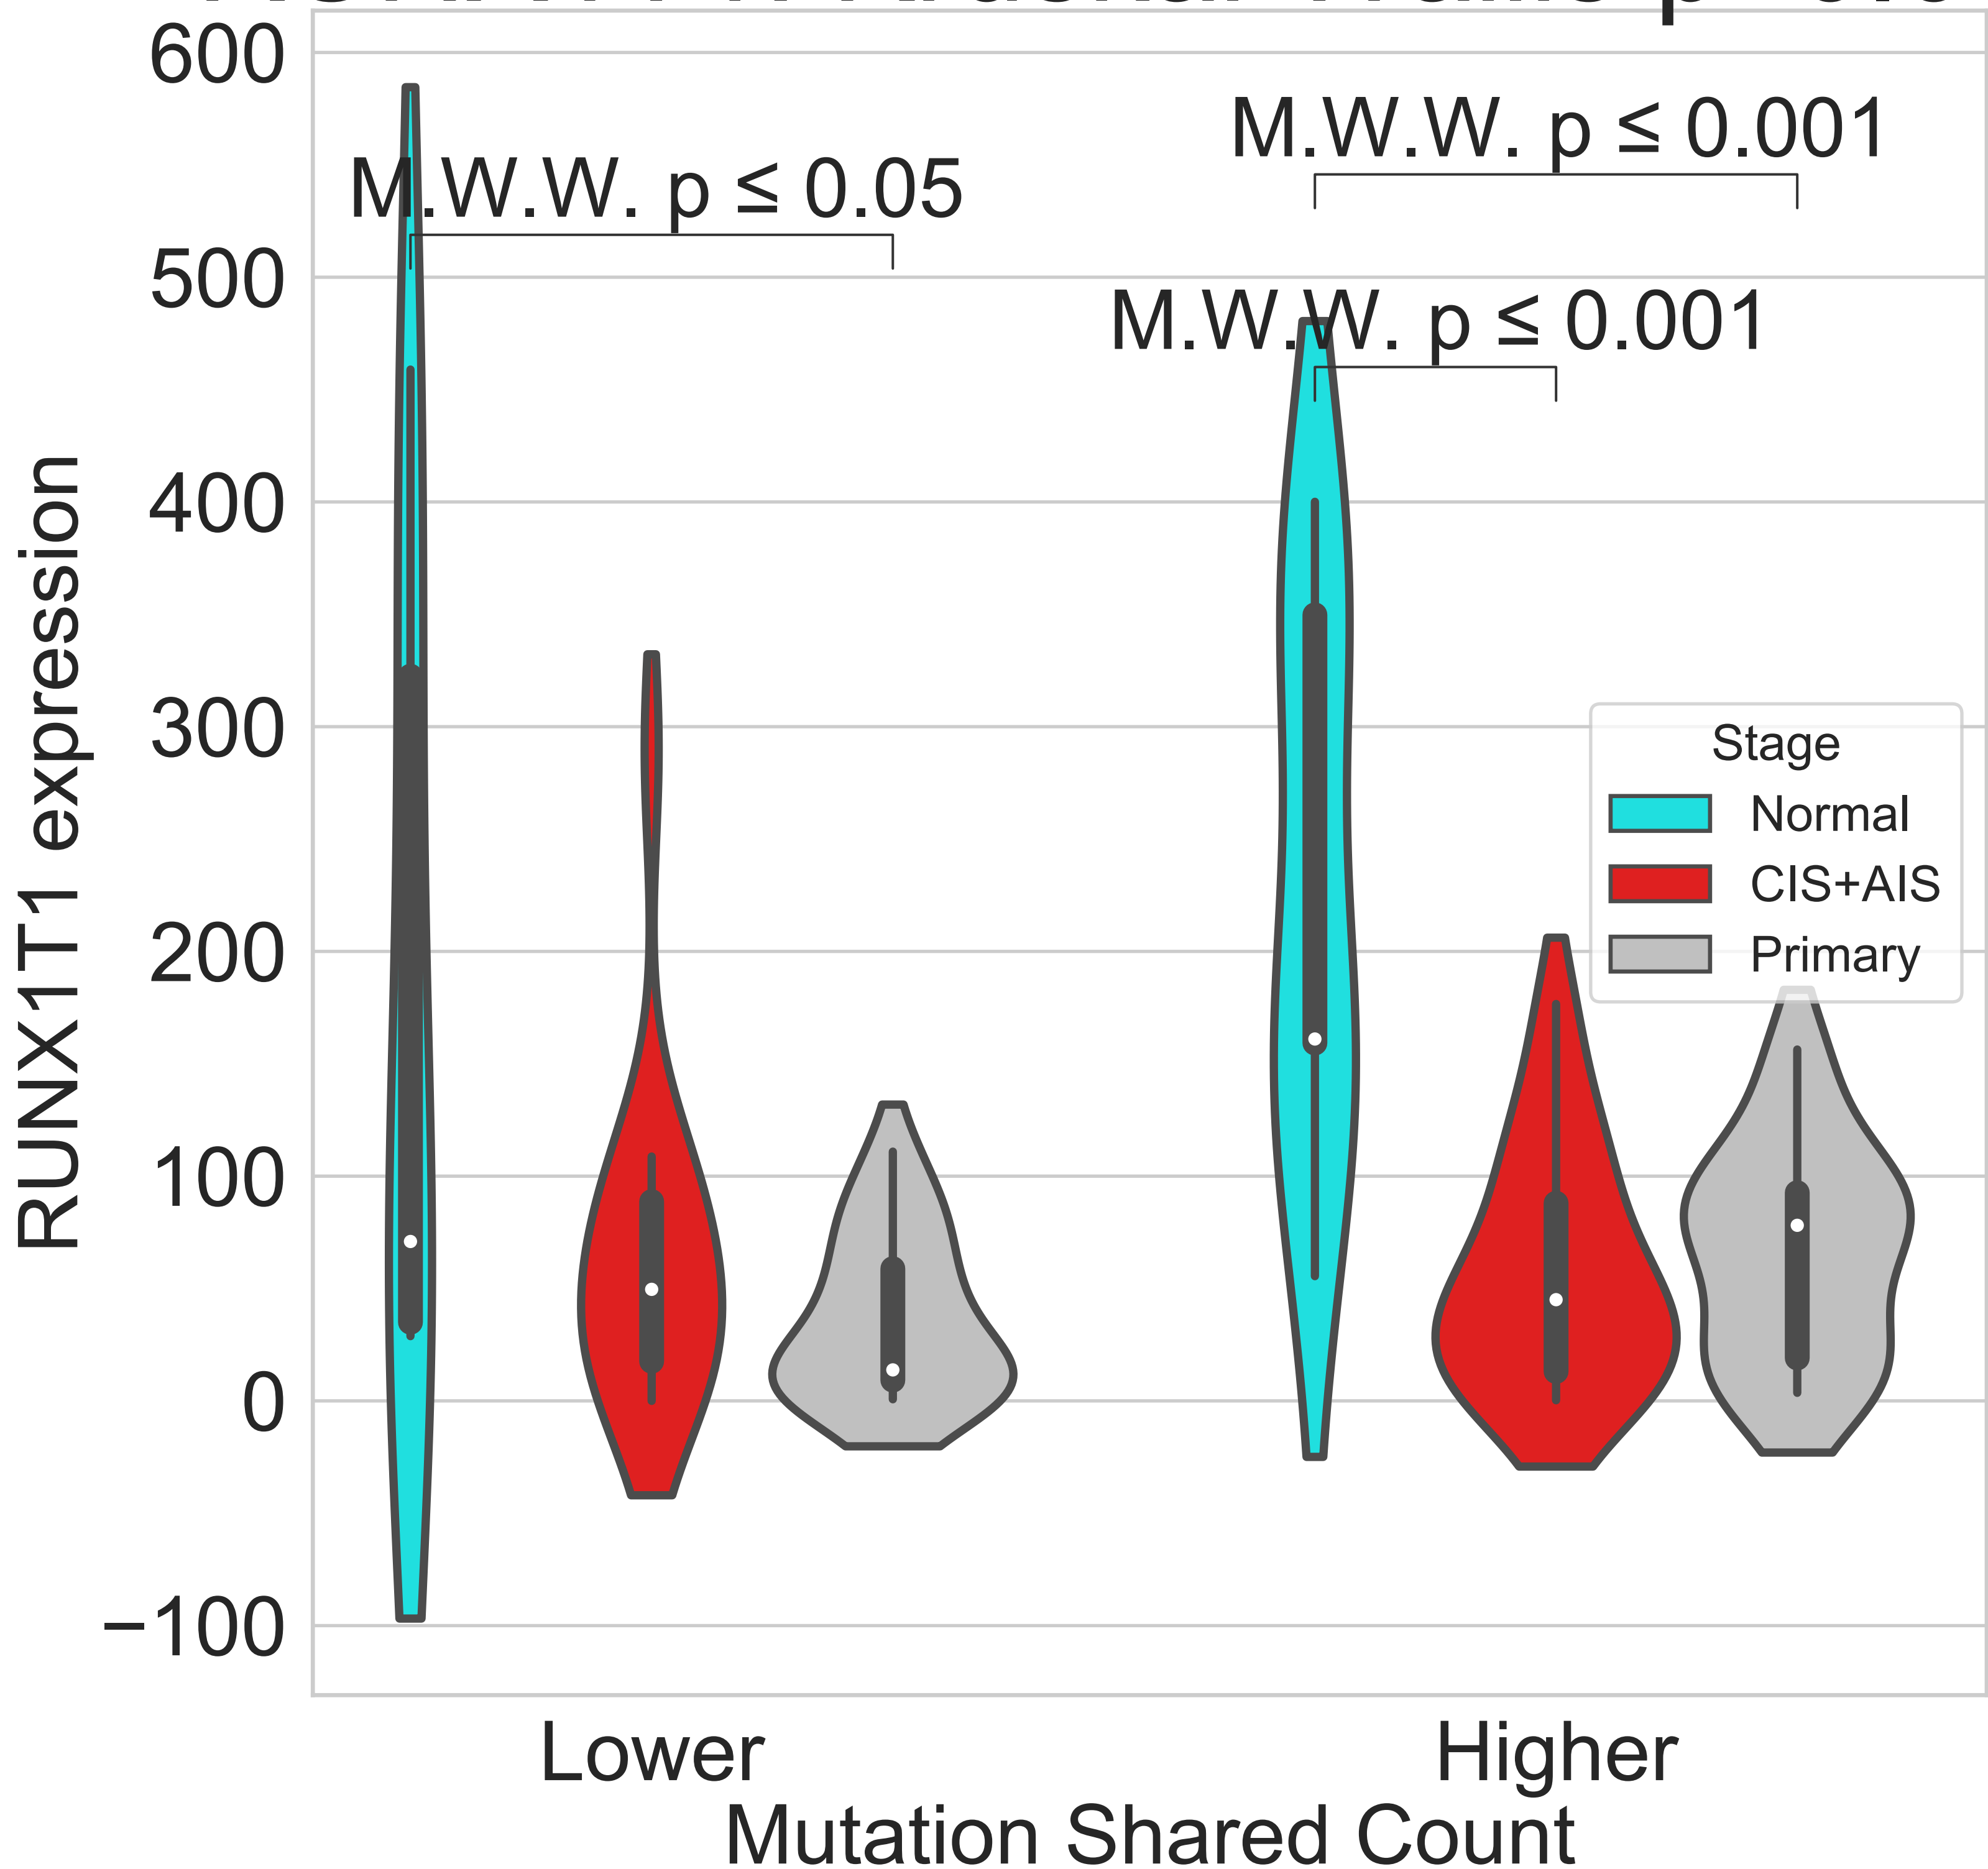 600
500
400
300
200
100
0
−100
RUNX1T1 expression
M.W.W. p ≤ 0.05
M.W.W. p ≤ 0.001
M.W.W. p ≤ 0.001
Stage
Normal
CIS+AIS
Primary
Lower
Higher
Mutation Shared Count